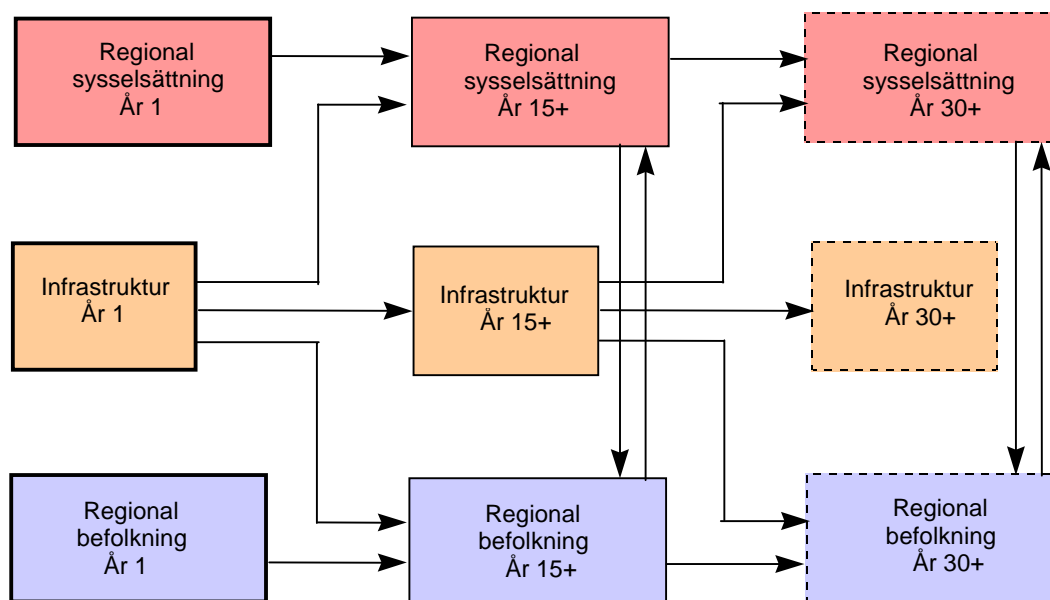 Regional
sysselsättning
År 1
Regional
sysselsättning
År 15+
Regional
sysselsättning
År 30+
Infrastruktur
År 1
Infrastruktur
År 15+
Infrastruktur
År 30+
Regional
befolkning
År 1
Regional
befolkning
År 15+
Regional
befolkning
År 30+